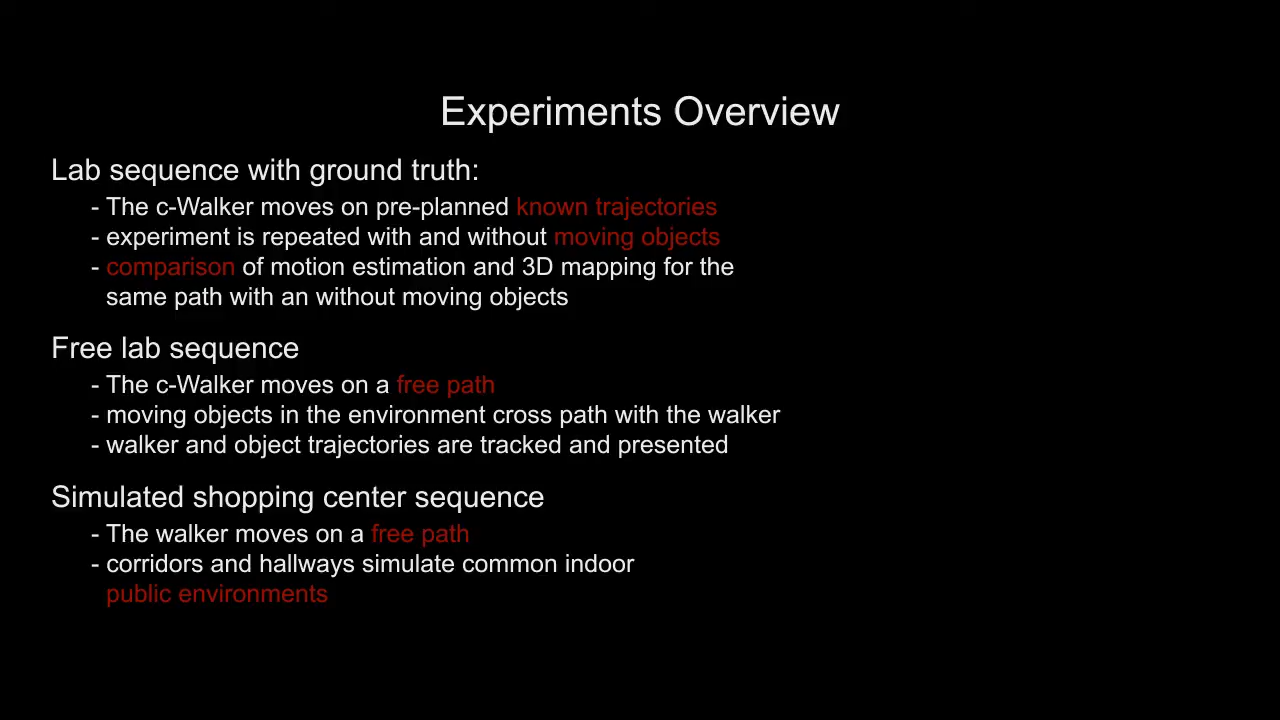 Experiments Overview
Lab sequence with ground truth:
- The c-Walker moves on pre-planned known trajectories
- experiment is repeated with and without moving objects
- comparison of motion estimation and 3D mapping for the
same path with an without moving objects
Free lab sequence
- The c-Walker moves on a free path
- moving objects in the environment cross path with the walker
- walker and object trajectories are tracked and presented
Simulated shopping center sequence
- The walker moves on a free path
- corridors and hallways simulate common indoor
public environments